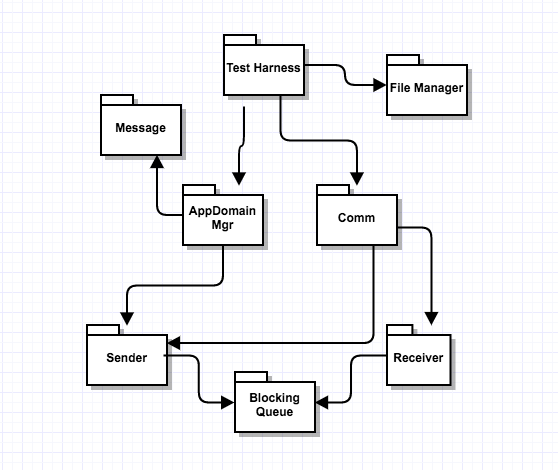 Test Harness
File Manager
Message
AppDomain
Mgr
Comm
Sender
Receiver
Blocking
Queue